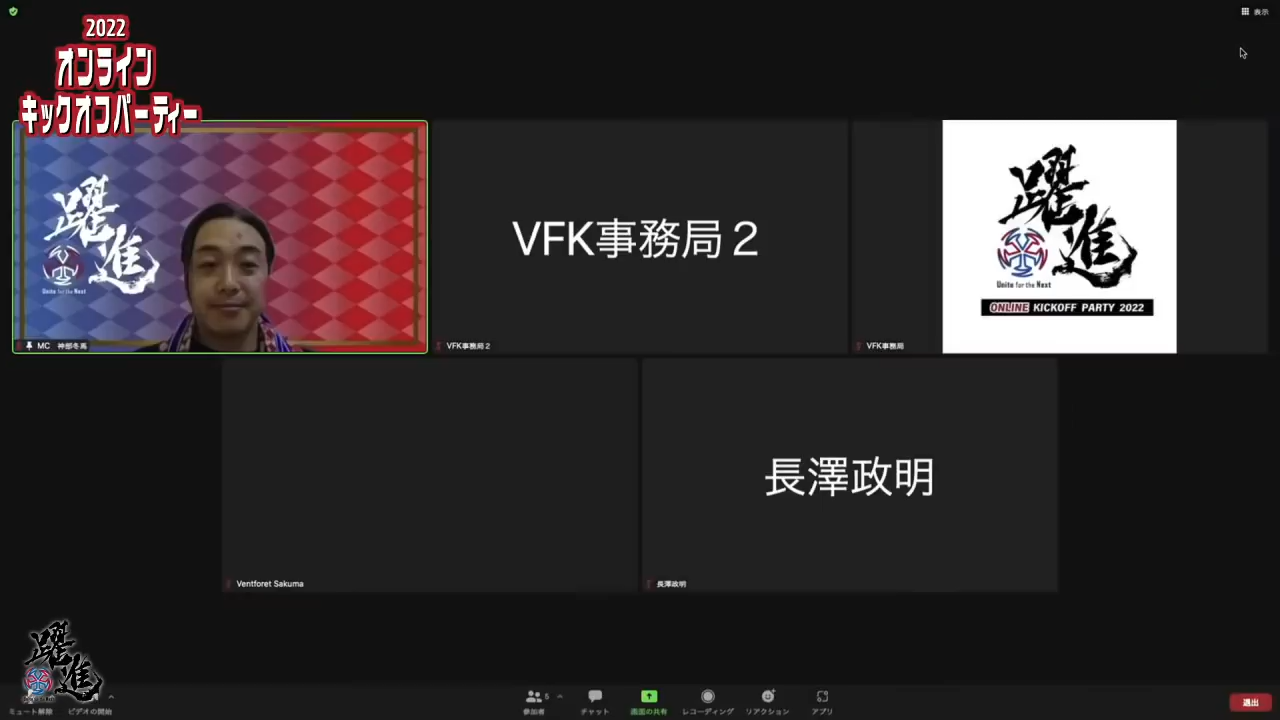 2022
オンライン
キックオフパーティー
表示
躍進
Unite for the Next
MC 神部冬馬
VFK事務局２
VFK事務局２
躍進
Unite for the Next
ONLINE KICKOFF PARTY 2022
VFK事務局
Ventforet Sakuma
長澤政明
長澤政明
躍進
ミュート解除
ビデオの開始
5
参加者
チャット
画面の共有
レコーディング
リアクション
アプリ
退出